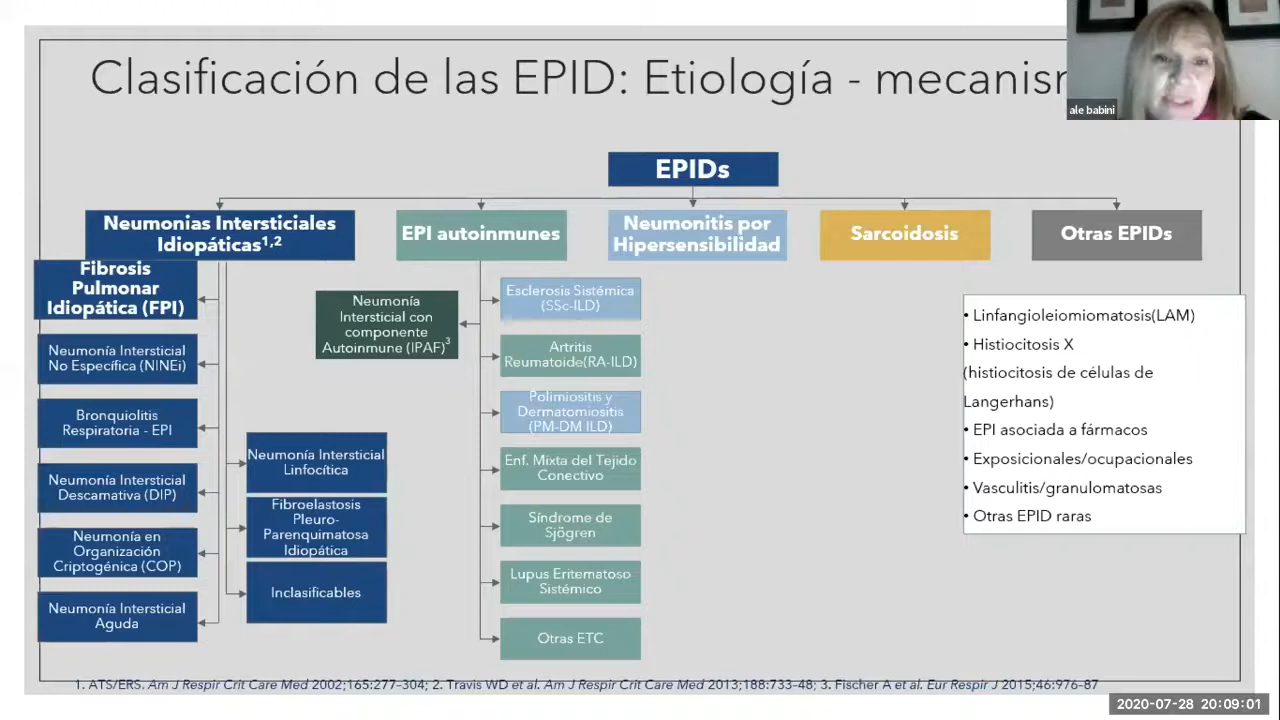 Clasificación de las EPID: Etiología - mecanis
ale babini
EPIDs
Neumonias Intersticiales
Idiopáticas1,2
EPI autoinmunes
Neumonitis por
Hipersensibilidad
Sarcoidosis
Otras EPIDs
Fibrosis
Pulmonar
Idiopática (FPI)
Neumonía Intersticial
No Específica (NINEi)
Bronquiolitis
Respiratoria - EPI
Neumonía Intersticial
Descamativa (DIP)
Neumonía en
Organización
Criptogénica (COP)
Neumonía Intersticial
Aguda
Neumonía Intersticial
Linfocítica
Fibroelastosis
Pleuro-
Parenquimatosa
Idiopática
Inclasificables
Neumonía
Intersticial con
componente
Autoinmune (IPAF)3
Esclerosis Sistémica
(SSc-ILD)
Artritis
Reumatoide(RA-ILD)
Polimiositis y
Dermatomiositis
(PM-DM ILD)
Enf. Mixta del Tejido
Conectivo
Síndrome de
Sjögren
Lupus Eritematoso
Sistémico
Otras ETC
• Linfangioleiomiomatosis(LAM)
• Histiocitosis X
(histiocitosis de células de
Langerhans)
• EPI asociada a fármacos
• Exposicionales/ocupacionales
• Vasculitis/granulomatosas
• Otras EPID raras
1. ATS/ERS. Am J Respir Crit Care Med 2002;165:277–304; 2. Travis WD et al. Am J Respir Crit Care Med 2013;188:733–48; 3. Fischer A et al. Eur Respir J 2015;46:976-87
2020-07-28 20:09:01